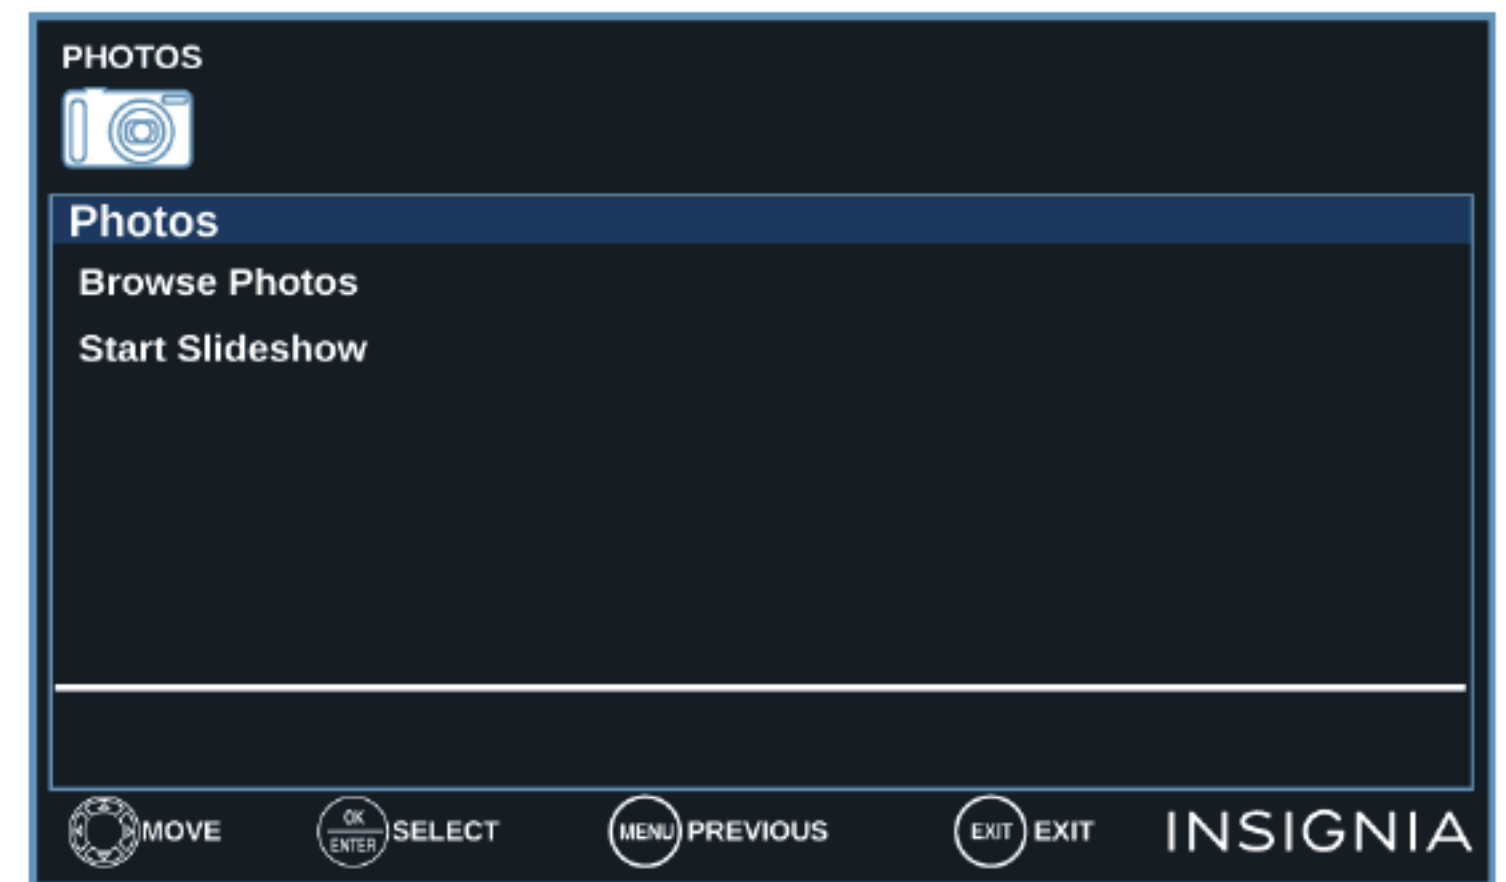 PHOTOS
Photos
Browse Photos
Start Slideshow
MOVE OK ENTER SELECT MENU PREVIOUS EXIT EXIT INSIGNIA